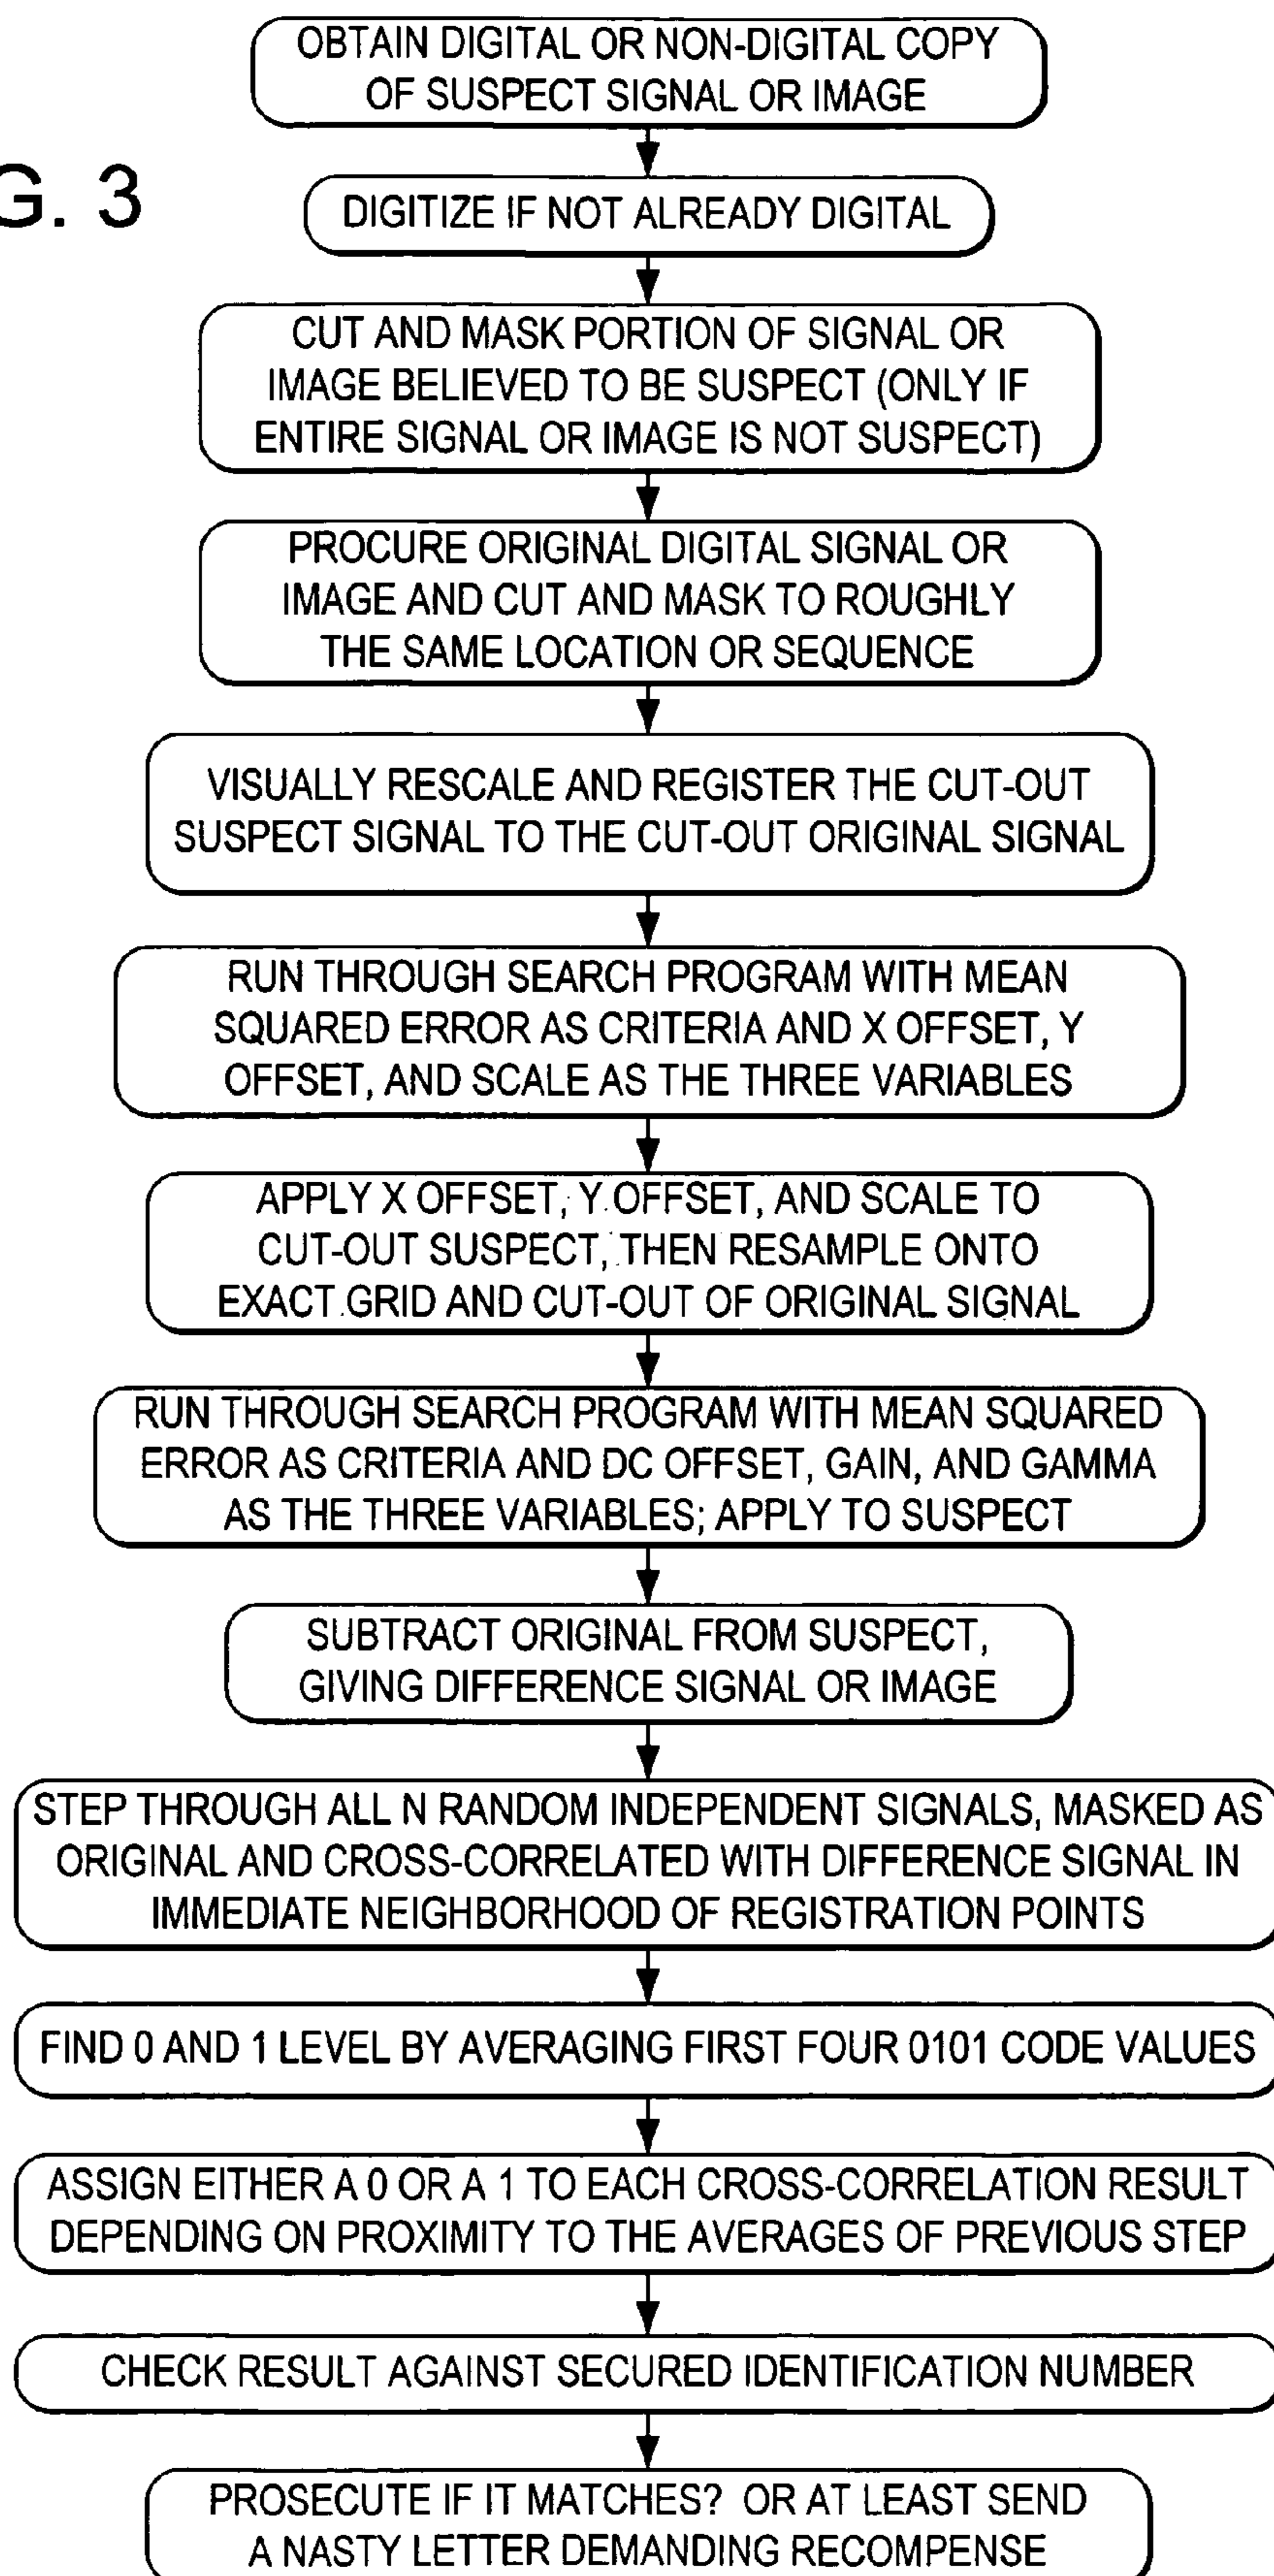 OBTAIN DIGITAL OR NON-DIGITAL COPY
OF SUSPECT SIGNAL OR IMAGE
G. 3
DIGITIZE IF NOT ALREADY DIGITAL
CUT AND MASK PORTION OF SIGNAL OR
IMAGE BELIEVED TO BE SUSPECT (ONLY IF
ENTIRE SIGNAL OR IMAGE IS NOT SUSPECT)
PROCURE ORIGINAL DIGITAL SIGNAL OR
IMAGE AND CUT AND MASK TO ROUGHLY
THE SAME LOCATION OR SEQUENCE
VISUALLY RESCALE AND REGISTER THE CUT-OUT
SUSPECT SIGNAL TO THE CUT-OUT ORIGINAL SIGNAL
RUN THROUGH SEARCH PROGRAM WITH MEAN
SQUARED ERROR AS CRITERIA AND X OFFSET, Y
OFFSET, AND SCALE AS THE THREE VARIABLES
APPLY X OFFSET, Y OFFSET, AND SCALE TO
CUT-OUT SUSPECT, THEN RESAMPLE ONTO
EXACT GRID AND CUT-OUT OF ORIGINAL SIGNAL
RUN THROUGH SEARCH PROGRAM WITH MEAN SQUARED
ERROR AS CRITERIA AND DC OFFSET, GAIN, AND GAMMA
AS THE THREE VARIABLES; APPLY TO SUSPECT
SUBTRACT ORIGINAL FROM SUSPECT,
GIVING DIFFERENCE SIGNAL OR IMAGE
STEP THROUGH ALL N RANDOM INDEPENDENT SIGNALS, MASKED AS
ORIGINAL AND CROSS-CORRELATED WITH DIFFERENCE SIGNAL IN
IMMEDIATE NEIGHBORHOOD OF REGISTRATION POINTS
FIND 0 AND 1 LEVEL BY AVERAGING FIRST FOUR 0101 CODE VALUES
ASSIGN EITHER A 0 OR A 1 TO EACH CROSS-CORRELATION RESULT
DEPENDING ON PROXIMITY TO THE AVERAGES OF PREVIOUS STEP
CHECK RESULT AGAINST SECURED IDENTIFICATION NUMBER
PROSECUTE IF IT MATCHES? OR AT LEAST SEND
A NASTY LETTER DEMANDING RECOMPENSE